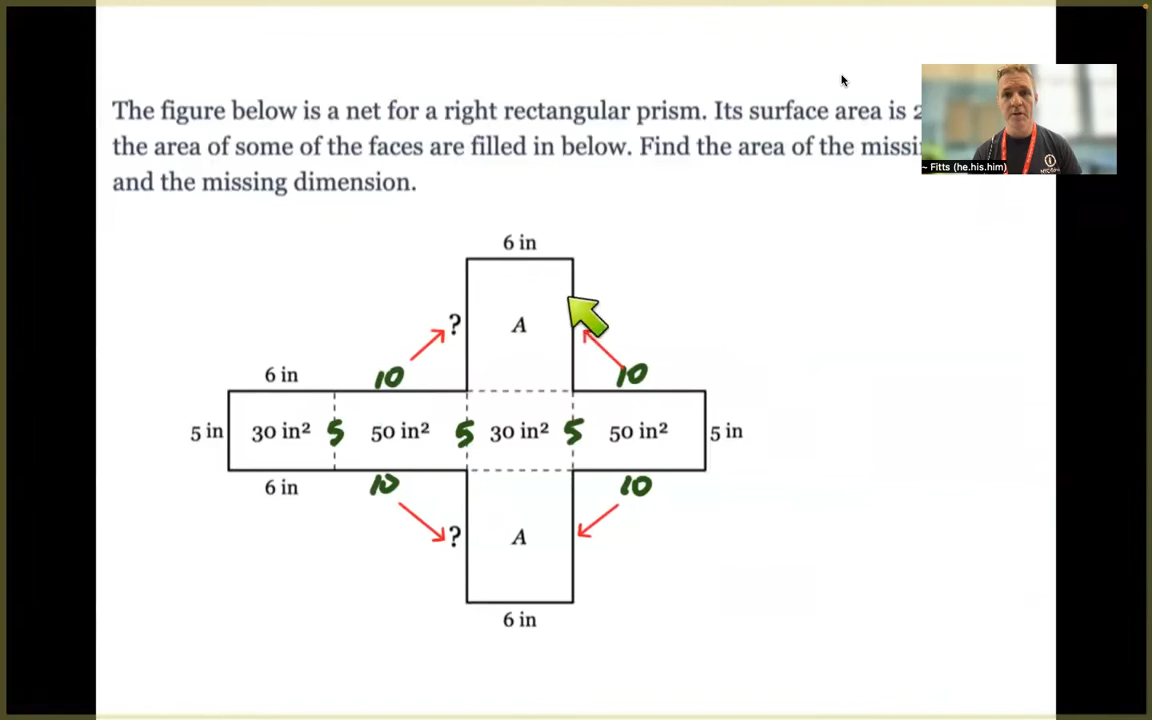 The figure below is a net for a right rectangular prism. Its surface area is
the area of some of the faces are filled in below. Find the area of the
and the missing dimension.
~ Fitts (he.his.him)
6 in
? A
6 in 10 10
5 in 30 in² 5 50 in² 5 30 in² 5 50 in² 5 in
6 in 10 10
? A
6 in